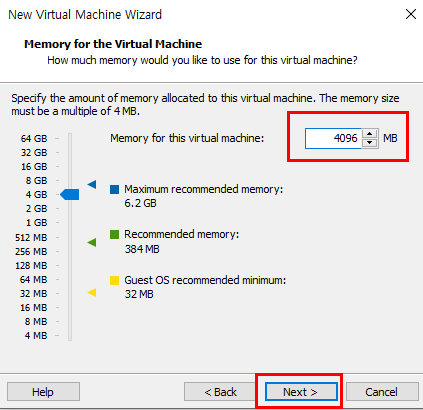 New Virtual Machine Wizard
Memory for the Virtual Machine
How much memory would you like to use for this virtual machine?
Specify the amount of memory allocated to this virtual machine. The memory size
must be a multiple of 4 MB.
Memory for this virtual machine:
4096
MB
64 GB
32 GB
16 GB
8 GB
4 GB
2 GB
1 GB
512 MB
256 MB
128 MB
64 MB
32 MB
16 MB
8 MB
4 MB
Maximum recommended memory:
6.2 GB
Recommended memory:
384 MB
Guest OS recommended minimum:
32 MB
Help
< Back
Next >
Cancel